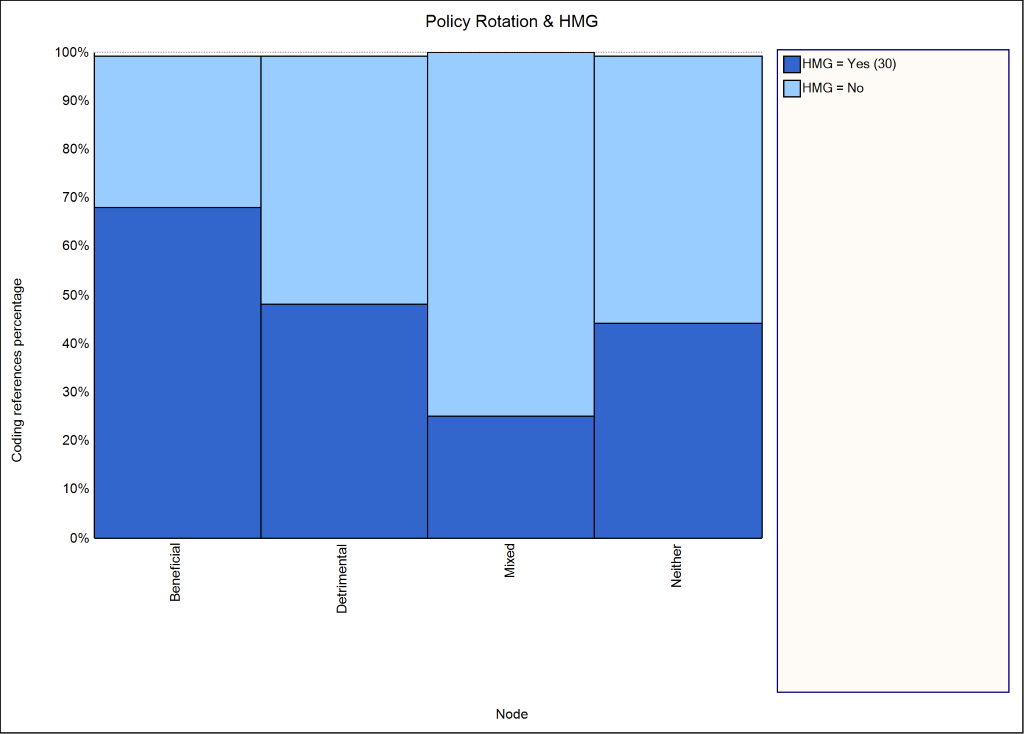 Policy Rotation & HMG
100%
90%
80%
70%
60%
50%
40%
30%
20%
10%
0%
Coding references percentage
Beneficial
Detrimental
Mixed
Neither
Node
HMG = Yes (30)
HMG = No